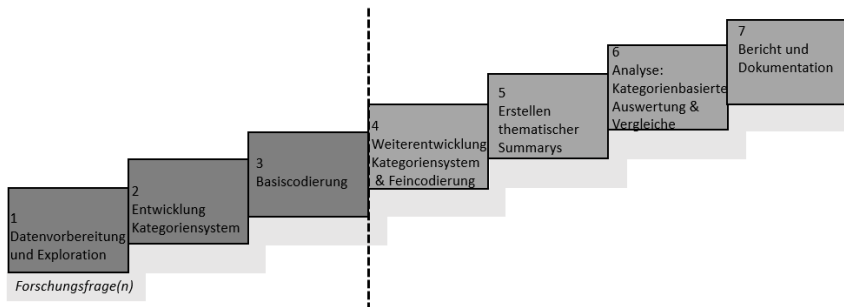 1
Datenvorbereitung
und Exploration
2
Entwicklung
Kategoriensystem
3
Basiscodierung
4
Weiterentwicklung
Kategoriensystem
& Feincodierung
5
Erstellen
thematischer
Summarys
6
Analyse:
Kategorienbasierte
Auswertung &
Vergleiche
7
Bericht und
Dokumentation
Forschungsfrage(n)